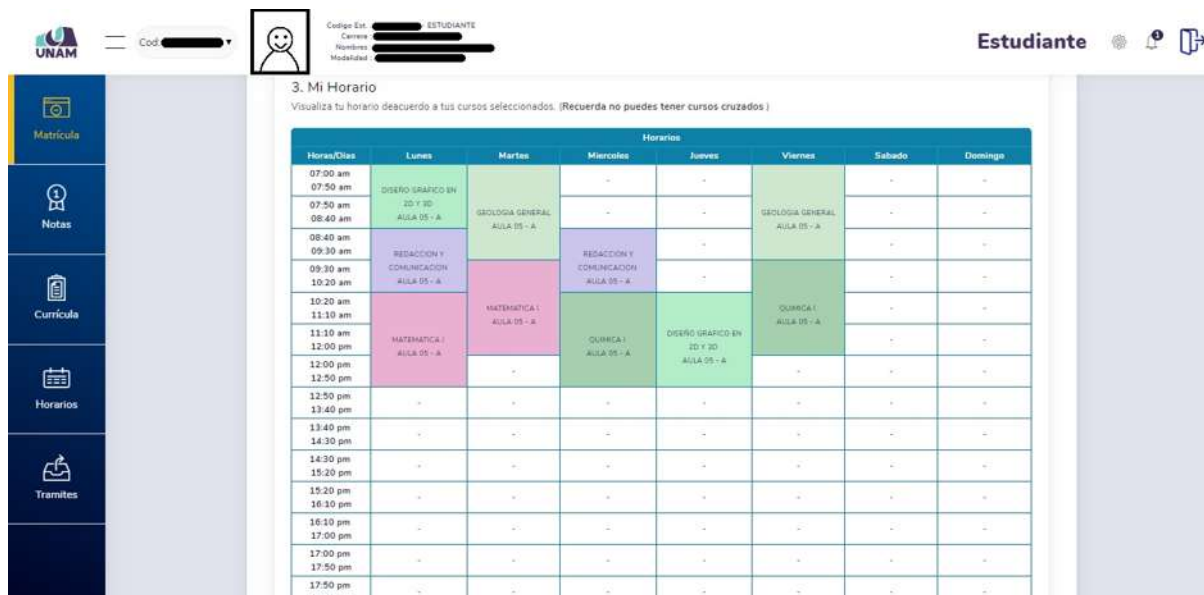 UNAM
Cod:
Codigo Est. - ESTUDIANTE
Carrera
Nombres
Modalidad
Estudiante
1
Matrícula
Notas
Currícula
Horarios
Tramites
3. Mi Horario
Visualiza tu horario deacuerdo a tus cursos seleccionados. (Recuerda no puedes tener cursos cruzados )
Horarios
Horas/Dias Lunes Martes Miercoles Jueves Viernes Sabado Domingo
07:00 am
07:50 am
07:50 am
08:40 am
08:40 am
09:30 am
09:30 am
10:20 am
10:20 am
11:10 am
11:10 am
12:00 pm
12:00 pm
12:50 pm
12:50 pm
13:40 pm
13:40 pm
14:30 pm
14:30 pm
15:20 pm
15:20 pm
16:10 pm
16:10 pm
17:00 pm
17:00 pm
17:50 pm
17:50 pm
DISEÑO GRAFICO EN
2D Y 3D
AULA 05 - A
REDACCION Y
COMUNICACION
AULA 05 - A
MATEMATICA I
AULA 05 - A
GEOLOGIA GENERAL
AULA 05 - A
MATEMATICA I
AULA 05 - A
REDACCION Y
COMUNICACION
AULA 05 - A
QUIMICA I
AULA 05 - A
DISEÑO GRAFICO EN
2D Y 3D
AULA 05 - A
GEOLOGIA GENERAL
AULA 05 - A
QUIMICA I
AULA 05 - A